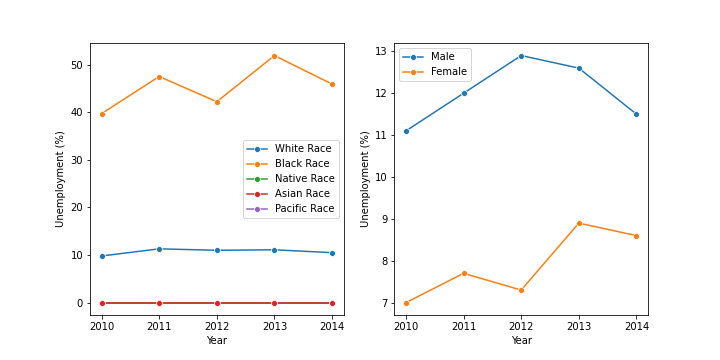 50
40
30
20
10
0
Unemployment (%)
White Race
Black Race
Native Race
Asian Race
Pacific Race
2010 2011 2012 2013 2014
Year
13
12
11
10
9
8
7
Unemployment (%)
Male
Female
2010 2011 2012 2013 2014
Year